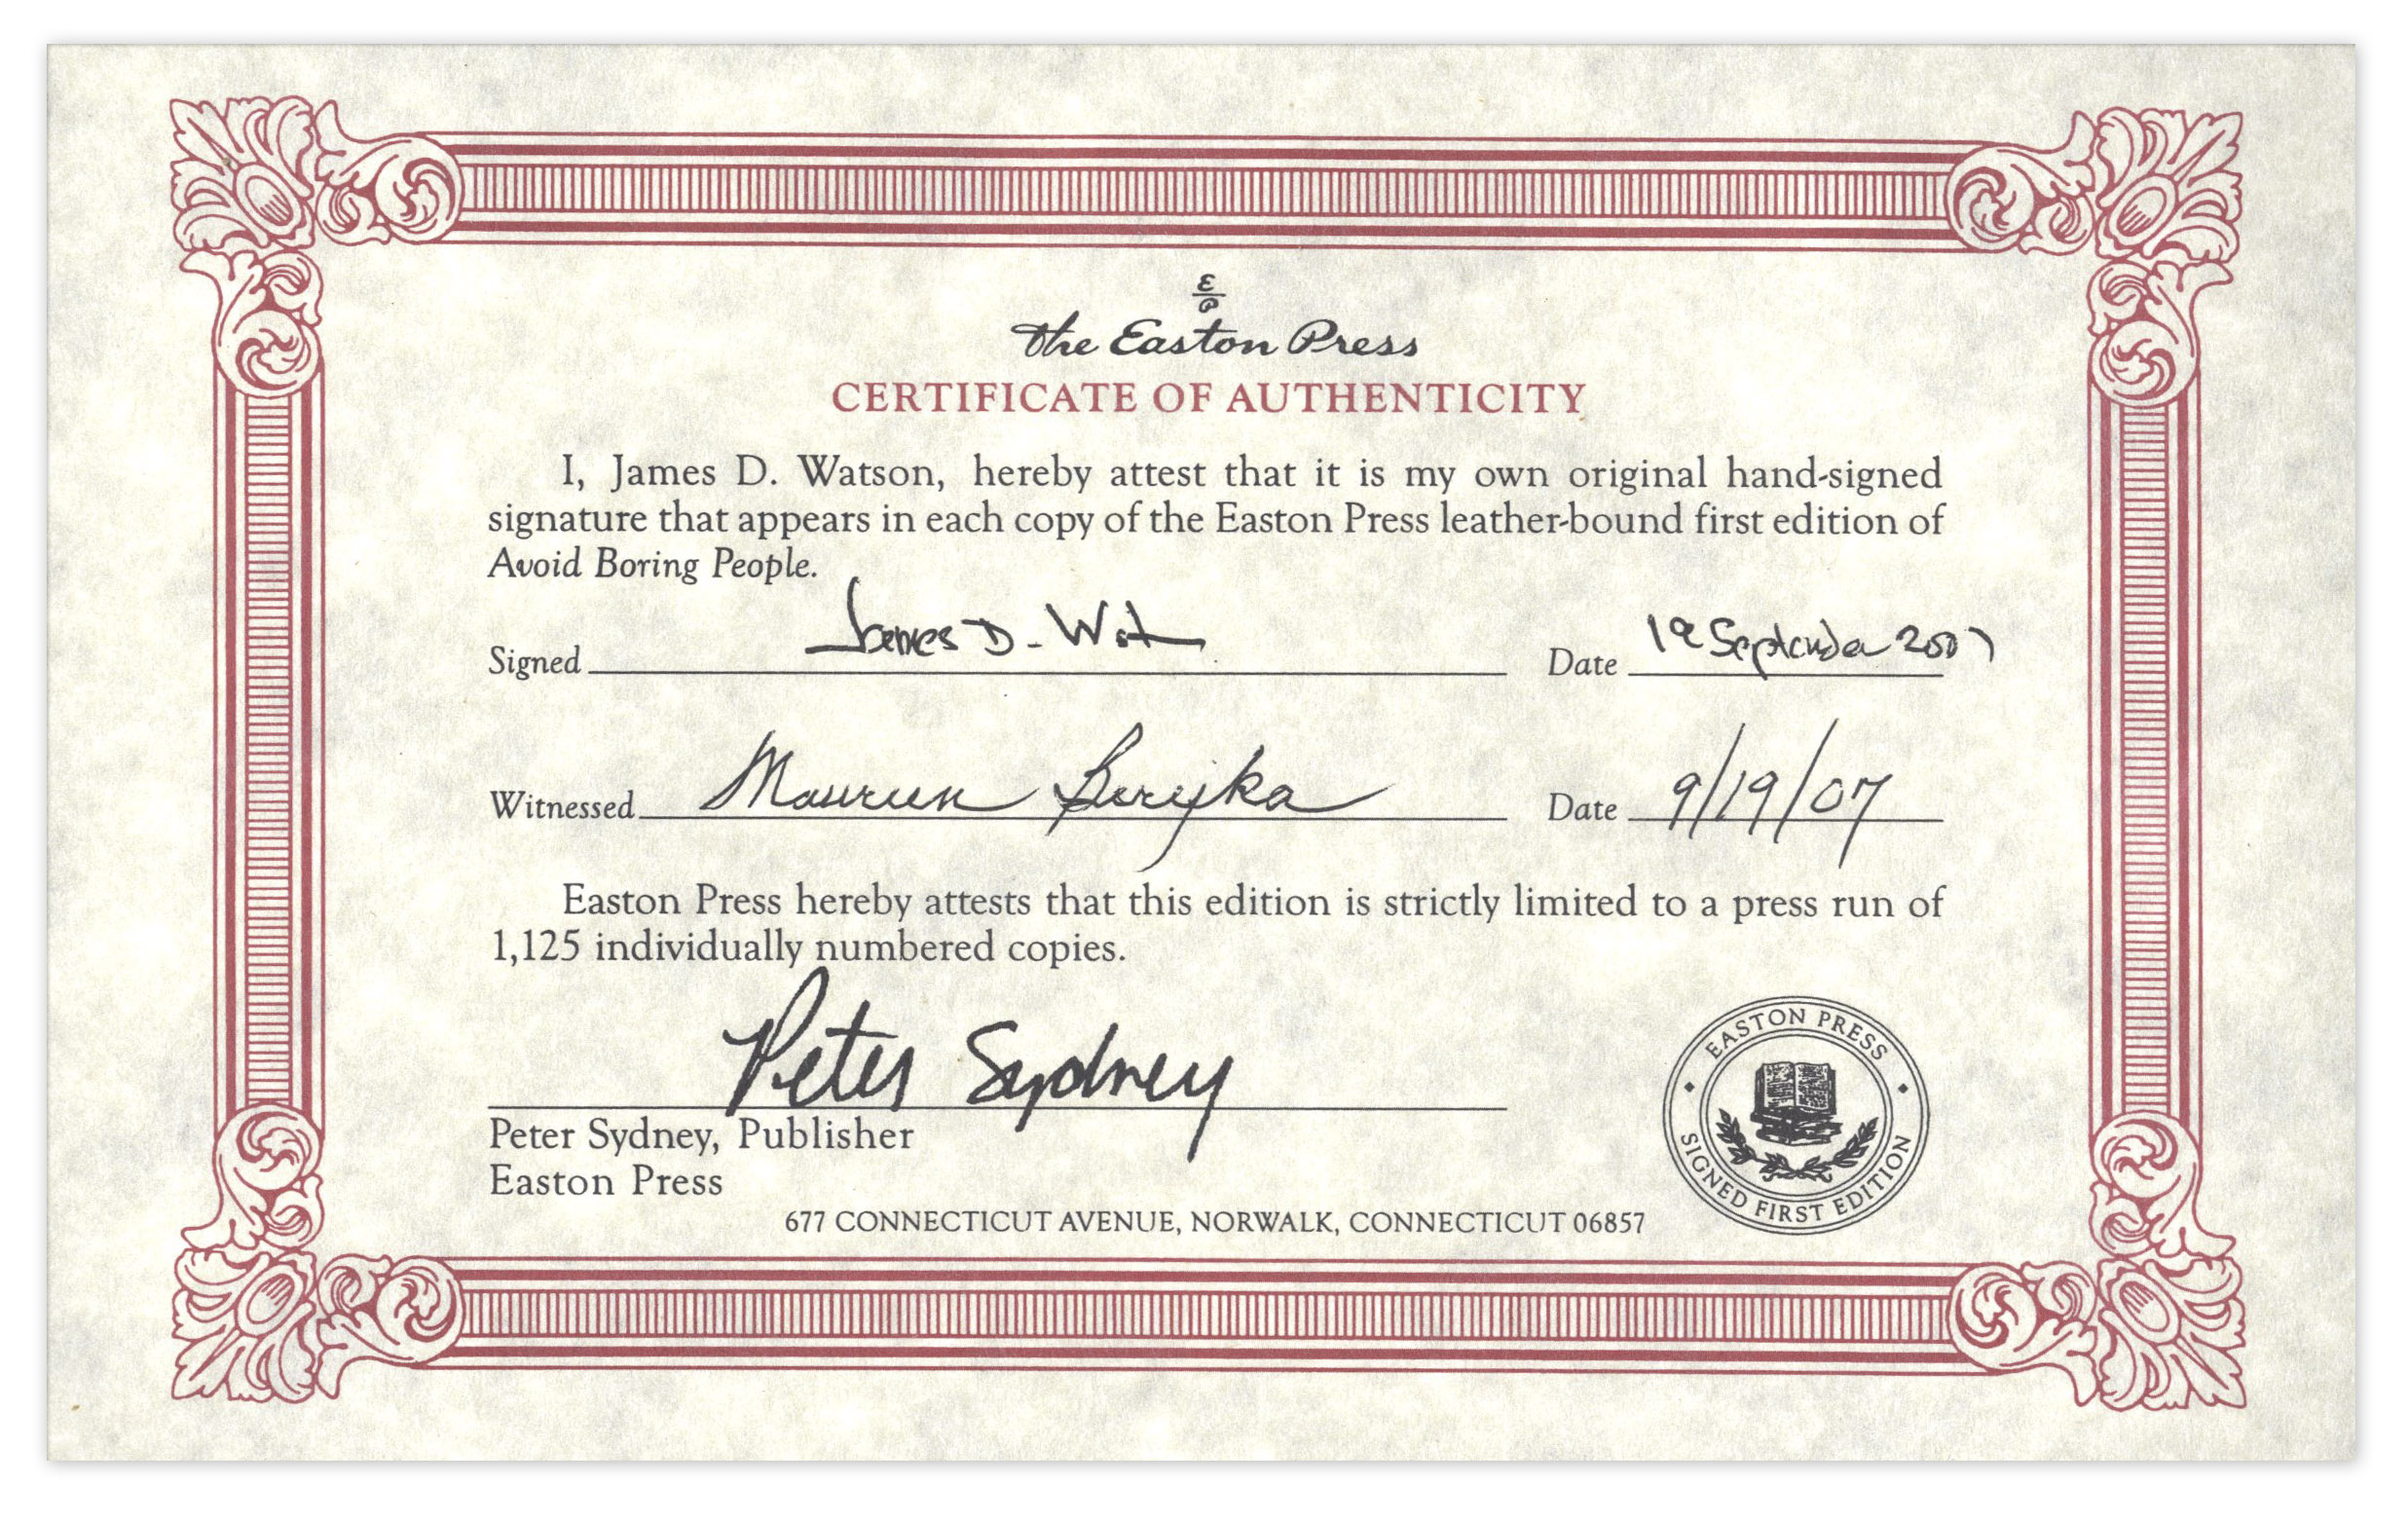 E
P
The Easton Press
CERTIFICATE OF AUTHENTICITY
I, James D. Watson, hereby attest that it is my own original hand-signed
signature that appears in each copy of the Easton Press leather-bound first edition of
Avoid Boring People.
Signed James D. Wat Date 19 September 2007
Witnessed Maureen Date 9/19/07
Easton Press hereby attests that this edition is strictly limited to a press run of
1,125 individually numbered copies.
Peter Sydney
Peter Sydney, Publisher
Easton Press
EASTON PRESS
SIGNED FIRST EDITION
677 CONNECTICUT AVENUE, NORWALK, CONNECTICUT 06857